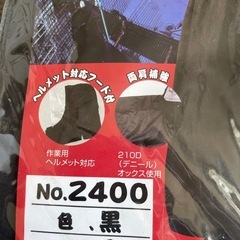 ヘルメット対応フード付
両肩補強
作業用
ヘルメット対応
210D
(デニール)
オックス使用
No.2400
色、黒